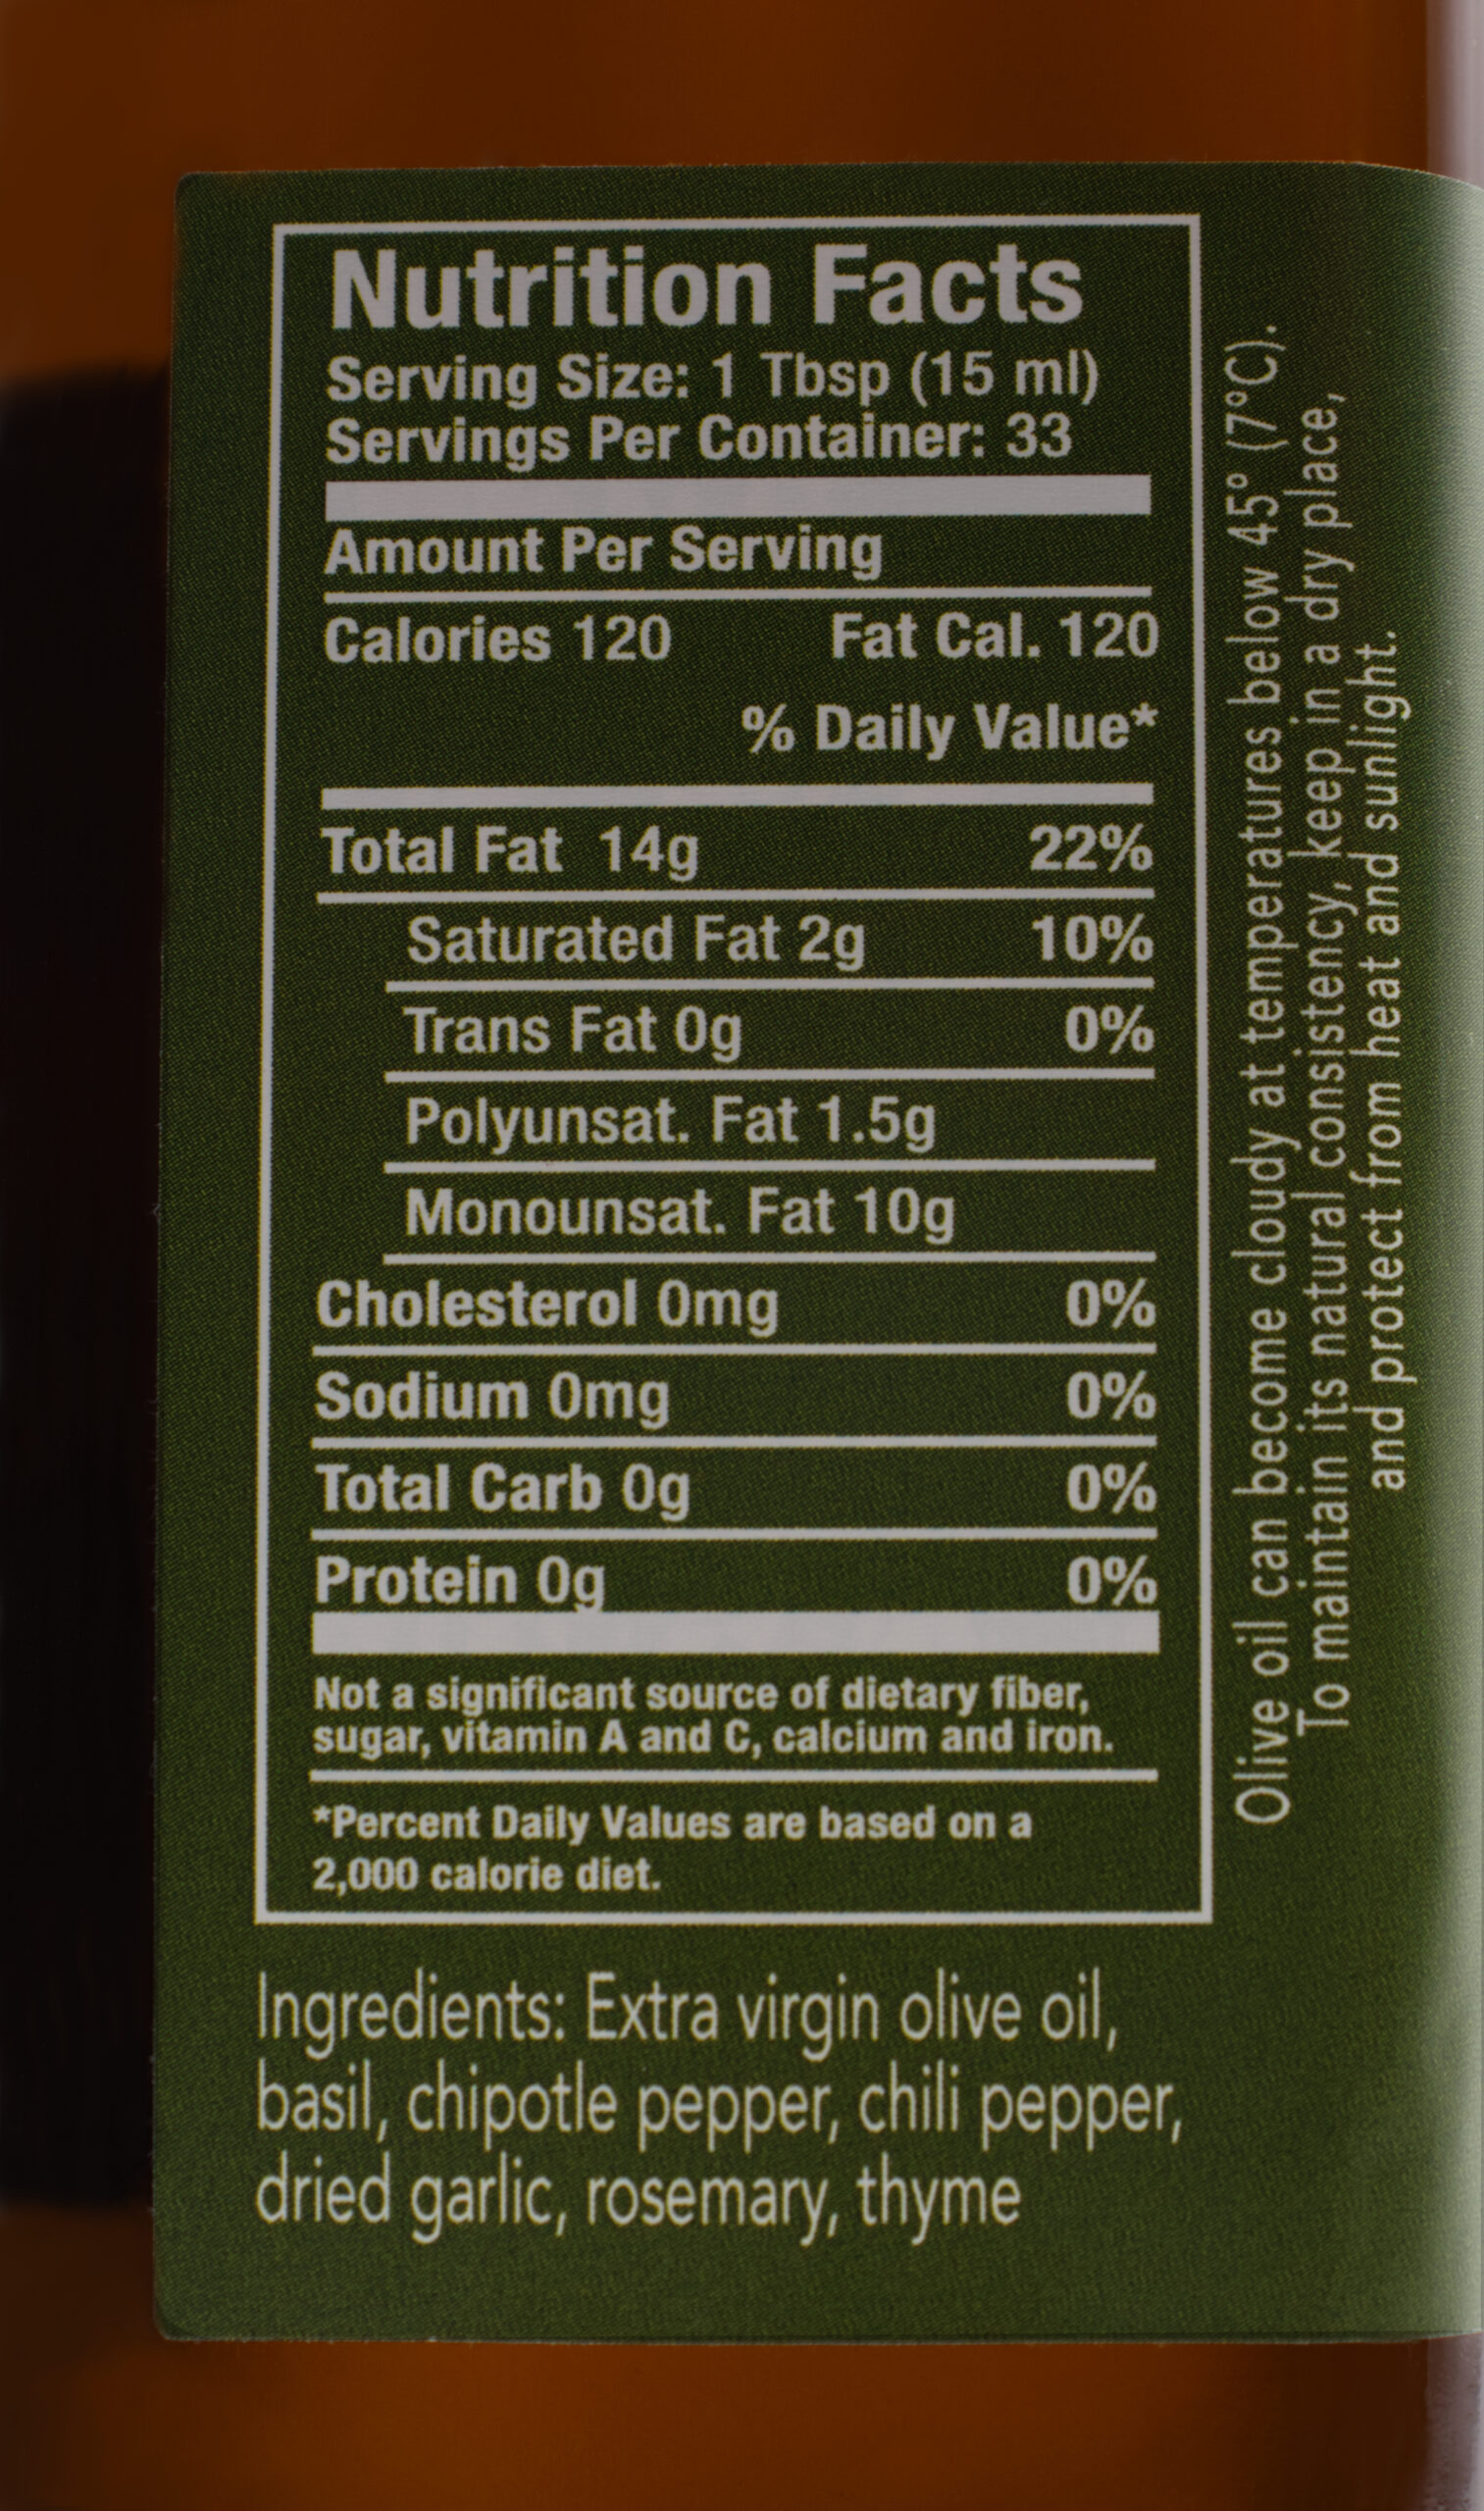 Nutrition Facts
Serving Size: 1 Tbsp (15 ml)
Servings Per Container: 33
Amount Per Serving
Calories 120 Fat Cal. 120
% Daily Value*
Total Fat 14g 22%
Saturated Fat 2g 10%
Trans Fat 0g 0%
Polyunsat. Fat 1.5g
Monounsat. Fat 10g
Cholesterol 0mg 0%
Sodium 0mg 0%
Total Carb 0g 0%
Protein 0g 0%
Not a significant source of dietary fiber,
sugar, vitamin A and C, calcium and iron.
*Percent Daily Values are based on a
2,000 calorie diet.
Ingredients: Extra virgin olive oil,
basil, chipotle pepper, chili pepper,
dried garlic, rosemary, thyme
Olive oil can become cloudy at temperatures below 45° (7°C).
To maintain its natural consistency, keep in a dry place,
and protect from heat and sunlight.